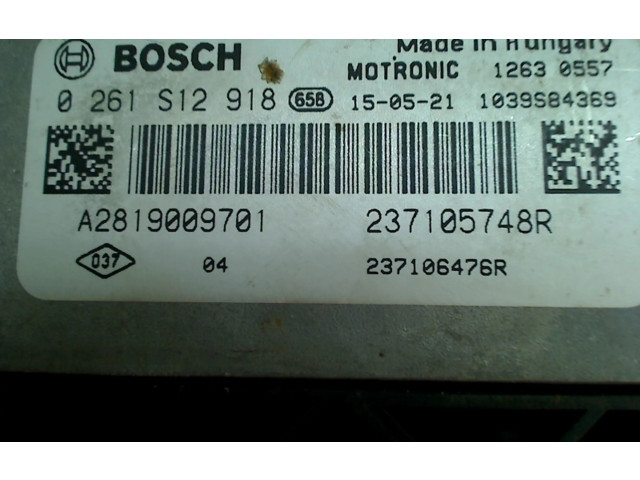 BOSCH Made in Hungary
MOTRONIC 1263 0557
0 261 S12 918 65B 15-05-21 1039S84369
A2819009701 237105748R
037 04 237106476R